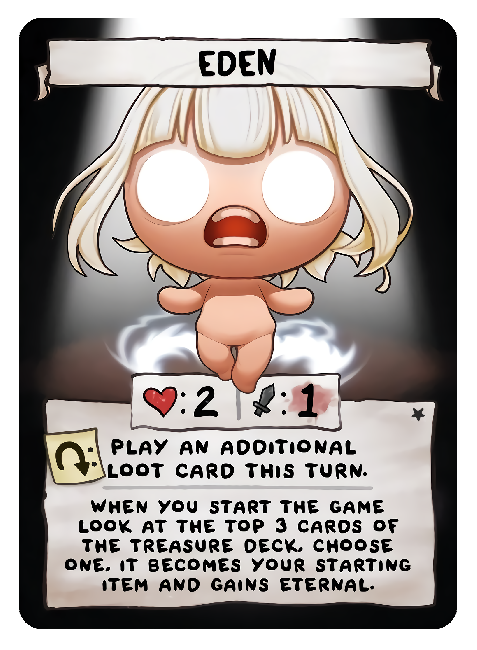 EDEN
: 2 : 1
: PLAY AN ADDITIONAL
LOOT CARD THIS TURN.
WHEN YOU START THE GAME
LOOK AT THE TOP 3 CARDS OF
THE TREASURE DECK. CHOOSE
ONE. IT BECOMES YOUR STARTING
ITEM AND GAINS ETERNAL.